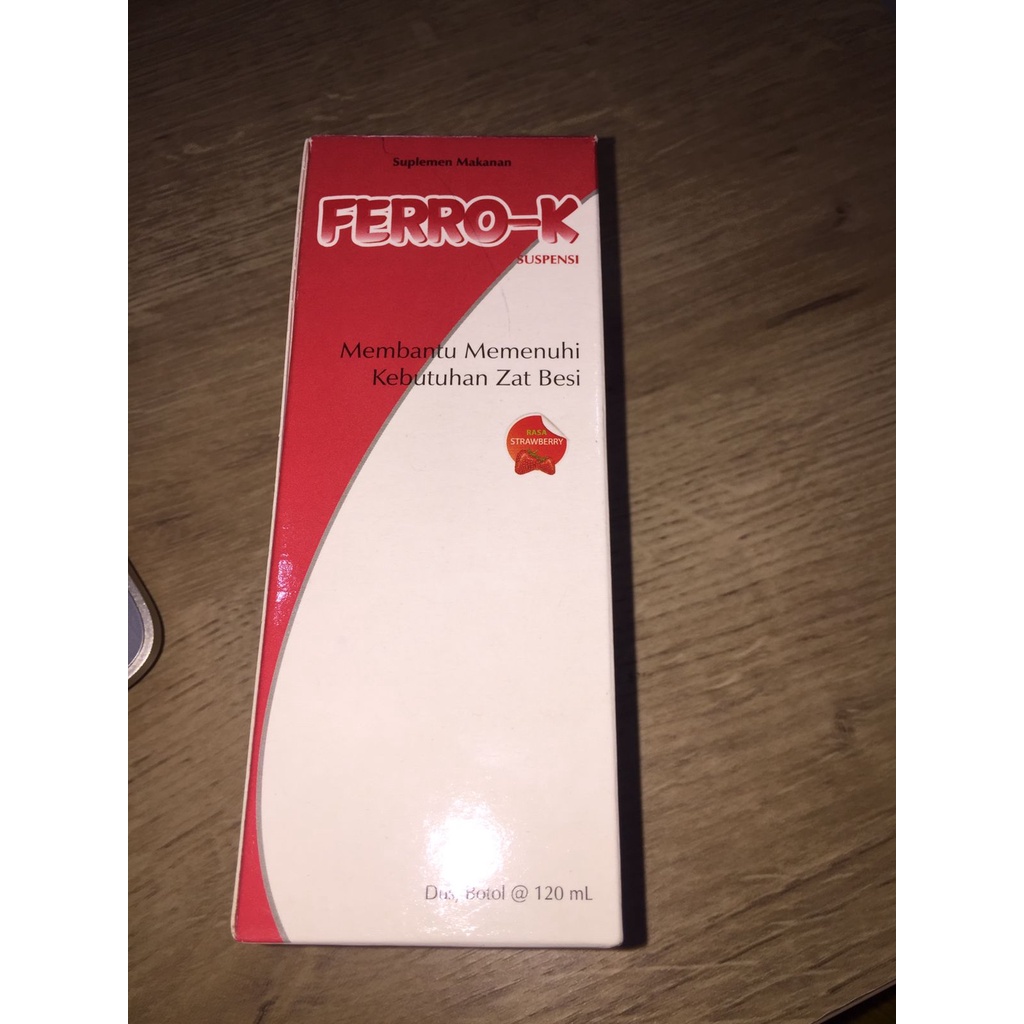 Suplemen Makanan
FERRO-K
SUSPENSI
Membantu Memenuhi
Kebutuhan Zat Besi
RASA
STRAWBERRY
Dus, Botol @ 120 mL